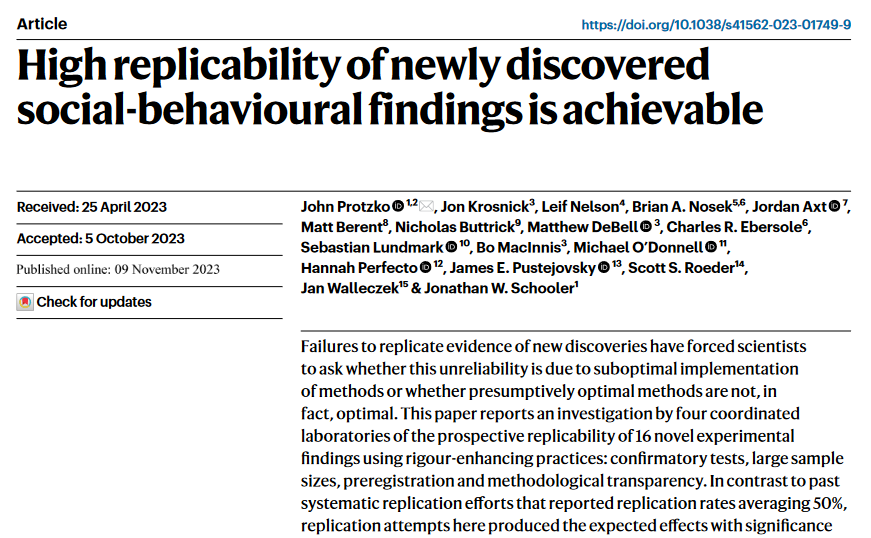 Article
https://doi.org/10.1038/s41562-023-01749-9
High replicability of newly discovered
social-behavioural findings is achievable
Received: 25 April 2023
Accepted: 5 October 2023
Published online: 09 November 2023
Check for updates
John Protzko 1,2, Jon Krosnick3, Leif Nelson4, Brian A. Nosek5,6, Jordan Axt 7,
Matt Berent8, Nicholas Buttrick9, Matthew DeBell 3, Charles R. Ebersole6,
Sebastian Lundmark 10, Bo MacInnis3, Michael O’Donnell 11,
Hannah Perfecto 12, James E. Pustejovsky 13, Scott S. Roeder14,
Jan Walleczek15 & Jonathan W. Schooler1
Failures to replicate evidence of new discoveries have forced scientists
to ask whether this unreliability is due to suboptimal implementation
of methods or whether presumptively optimal methods are not, in
fact, optimal. This paper reports an investigation by four coordinated
laboratories of the prospective replicability of 16 novel experimental
findings using rigour-enhancing practices: confirmatory tests, large sample
sizes, preregistration and methodological transparency. In contrast to past
systematic replication efforts that reported replication rates averaging 50%,
replication attempts here produced the expected effects with significance